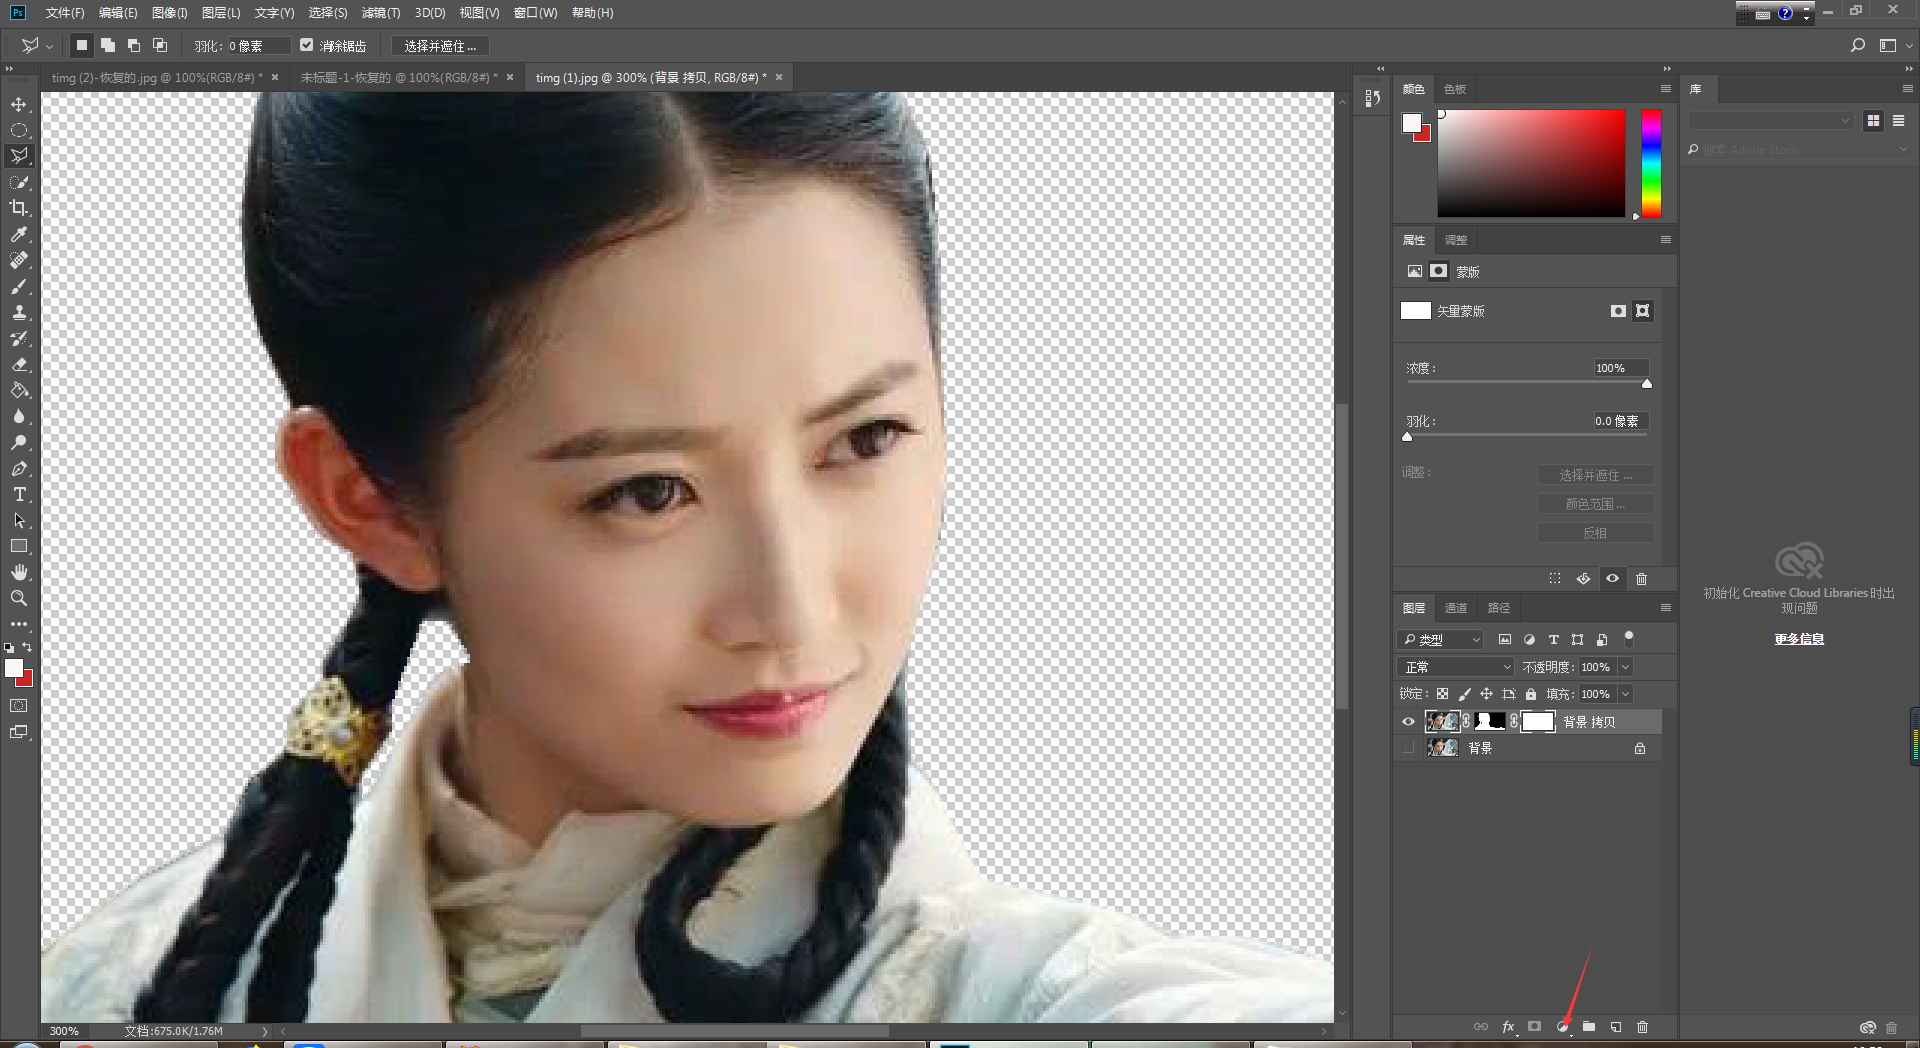 Ps 文件(F) 编辑(E) 图像(I) 图层(L) 文字(Y) 选择(S) 滤镜(T) 3D(D) 视图(V) 窗口(W) 帮助(H)
羽化: 0 像素 消除锯齿 选择并遮住 ...
timg (2)-恢复的.jpg @ 100%(RGB/8#) * × 未标题-1-恢复的 @ 100%(RGB/8#) * × timg (1).jpg @ 300% (背景 拷贝, RGB/8#) * ×
颜色 色板
库
搜索 Adobe Stock
属性 调整
蒙版
矢量蒙版
浓度: 100%
羽化: 0.0 像素
调整:
选择并遮住 ...
颜色范围 ...
反相
初始化 Creative Cloud Libraries 时出
现问题
更多信息
图层 通道 路径
类型
正常 不透明度: 100%
锁定: 填充: 100%
背景 拷贝
背景
fx
300% 文档:675.0K/1.76M